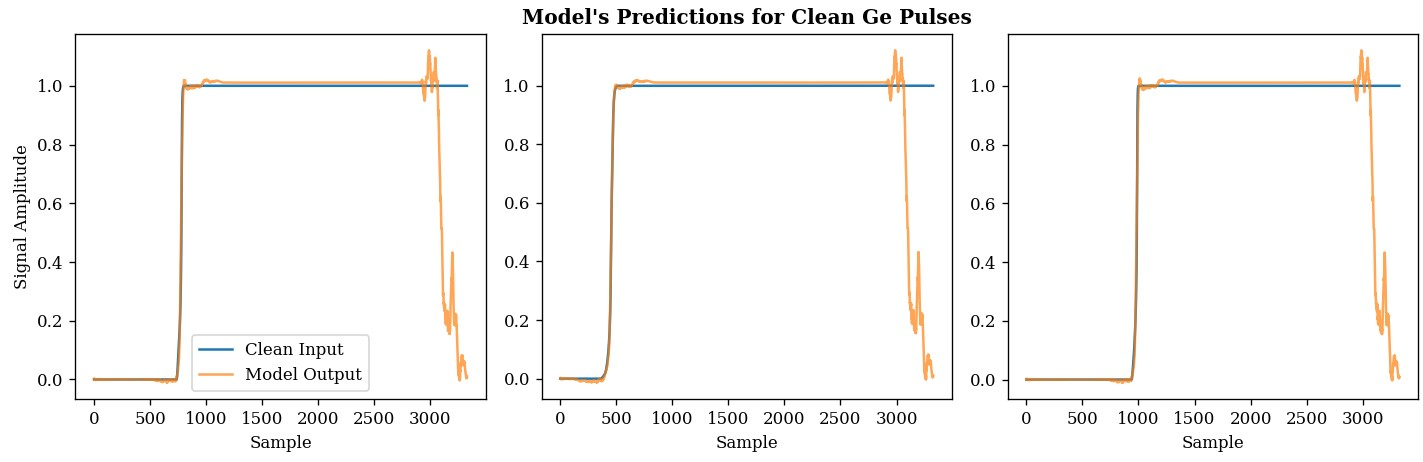 Model's Predictions for Clean Ge Pulses
Signal Amplitude
1.0
0.8
0.6
0.4
0.2
0.0
Clean Input
Model Output
0 500 1000 1500 2000 2500 3000
Sample
1.0
0.8
0.6
0.4
0.2
0.0
0 500 1000 1500 2000 2500 3000
Sample
1.0
0.8
0.6
0.4
0.2
0.0
0 500 1000 1500 2000 2500 3000
Sample